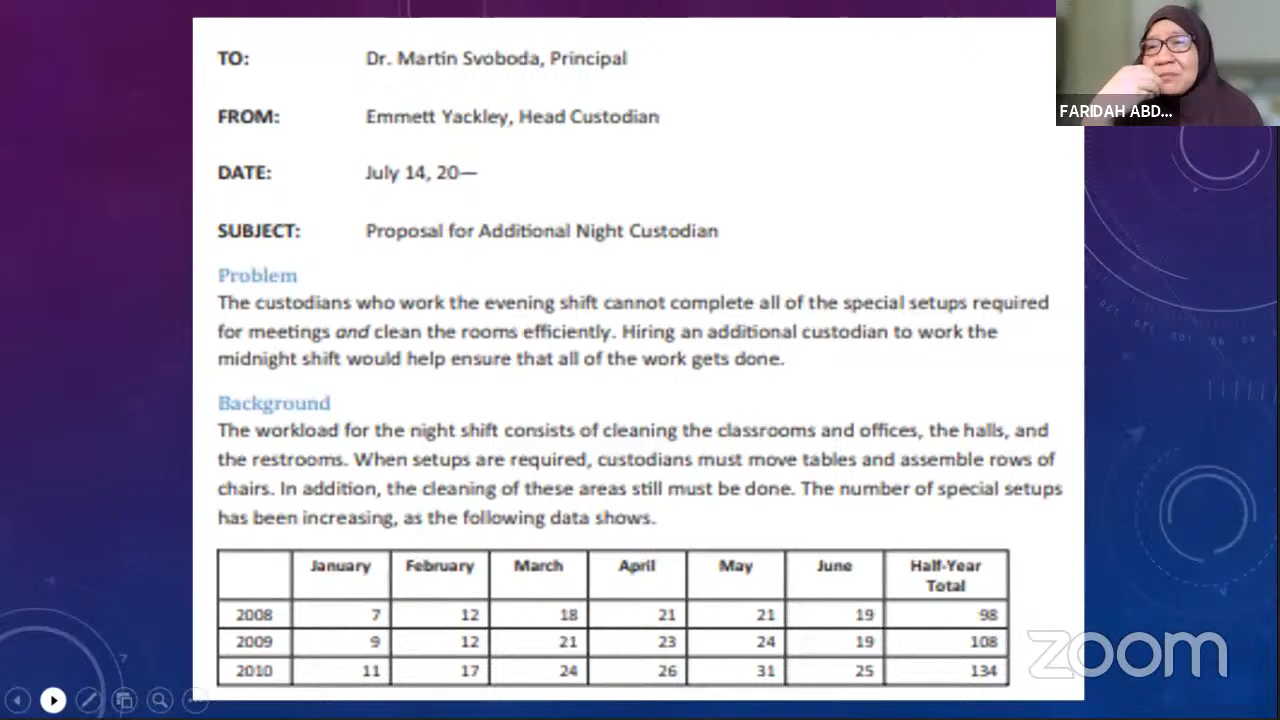 TO: Dr. Martin Svoboda, Principal
FARIDAH ABD...
FROM: Emmett Yackley, Head Custodian
DATE: July 14, 20—
SUBJECT: Proposal for Additional Night Custodian
Problem
The custodians who work the evening shift cannot complete all of the special setups required
for meetings and clean the rooms efficiently. Hiring an additional custodian to work the
midnight shift would help ensure that all of the work gets done.
Background
The workload for the night shift consists of cleaning the classrooms and offices, the halls, and
the restrooms. When setups are required, custodians must move tables and assemble rows of
chairs. In addition, the cleaning of these areas still must be done. The number of special setups
has been increasing, as the following data shows.
January February March April May June Half-Year Total
2008 7 12 18 21 21 19 98
2009 9 12 21 23 24 19 108
2010 11 17 24 26 31 25 134
zoom